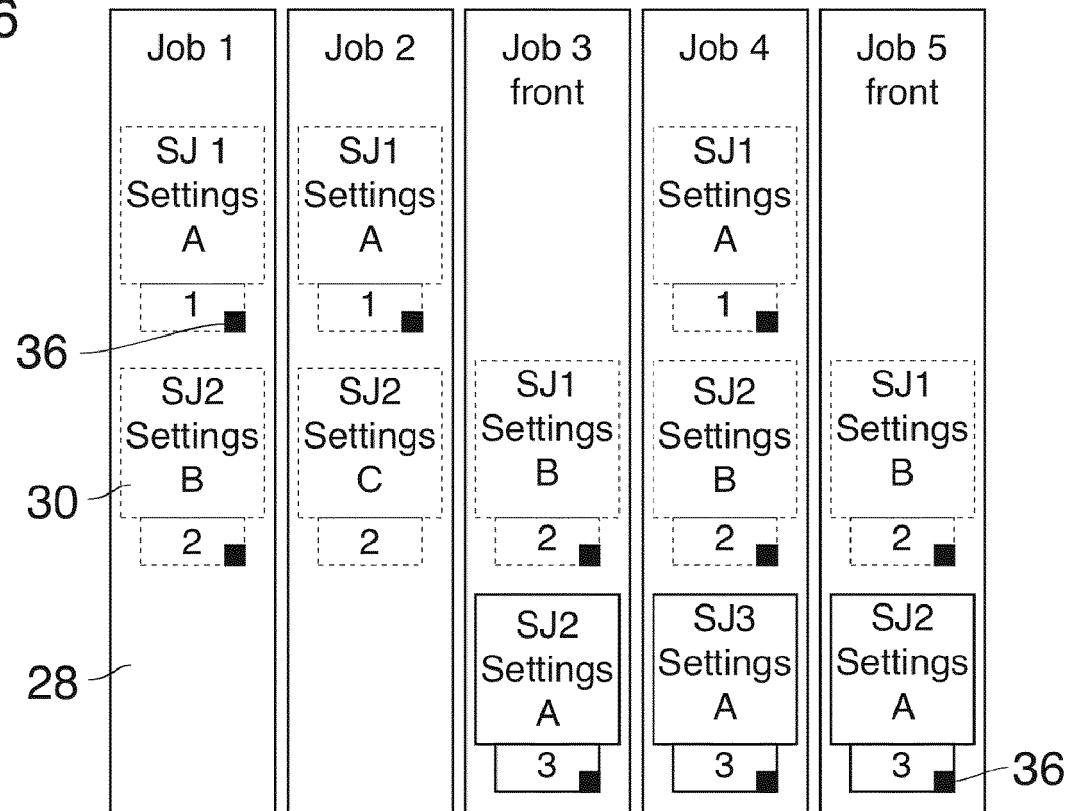 6
Job 1
SJ 1
Settings
A
1
36
SJ2
Settings
B
30
2
28
Job 2
SJ1
Settings
A
1
SJ2
Settings
C
2
Job 3
front
SJ1
Settings
B
2
SJ2
Settings
A
3
Job 4
SJ1
Settings
A
1
SJ2
Settings
B
2
SJ3
Settings
A
3
Job 5
front
SJ1
Settings
B
2
SJ2
Settings
A
3
36